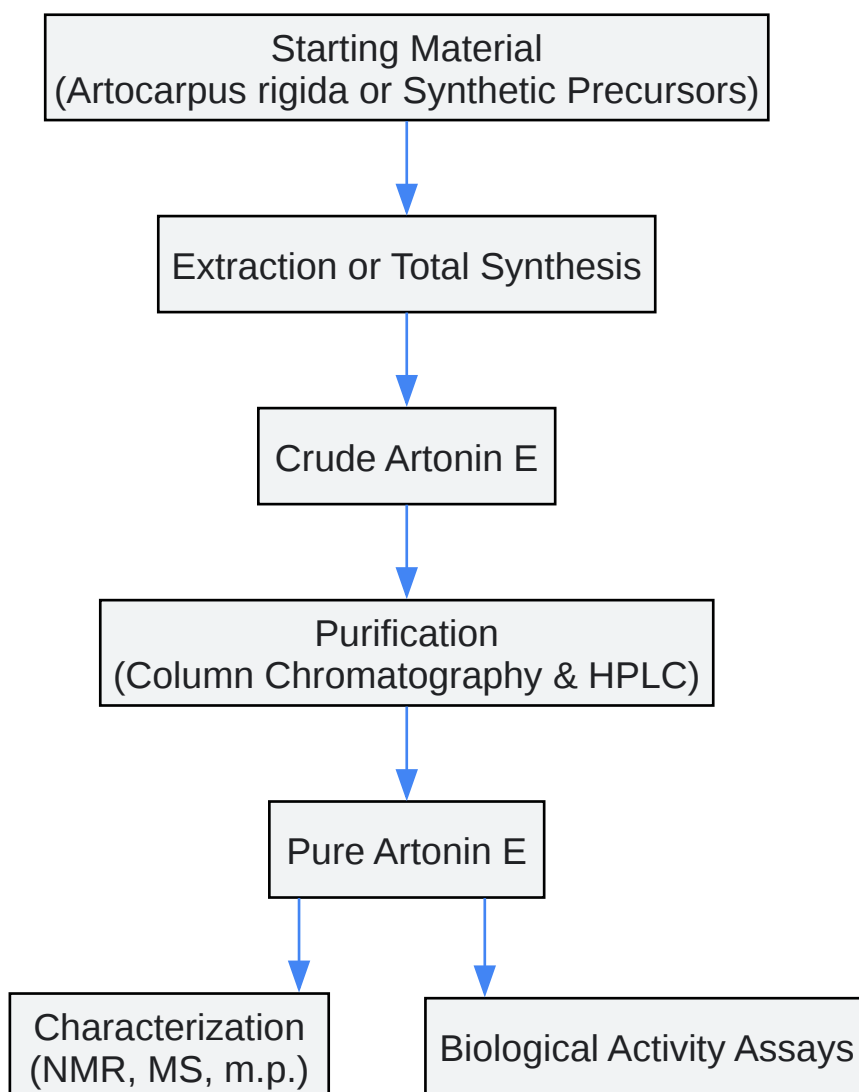 Starting Material
(Artocarpus rigida or Synthetic Precursors)
Extraction or Total Synthesis
Crude Artonin E
Purification
(Column Chromatography & HPLC)
Pure Artonin E
Characterization
(NMR, MS, m.p.)
Biological Activity Assays